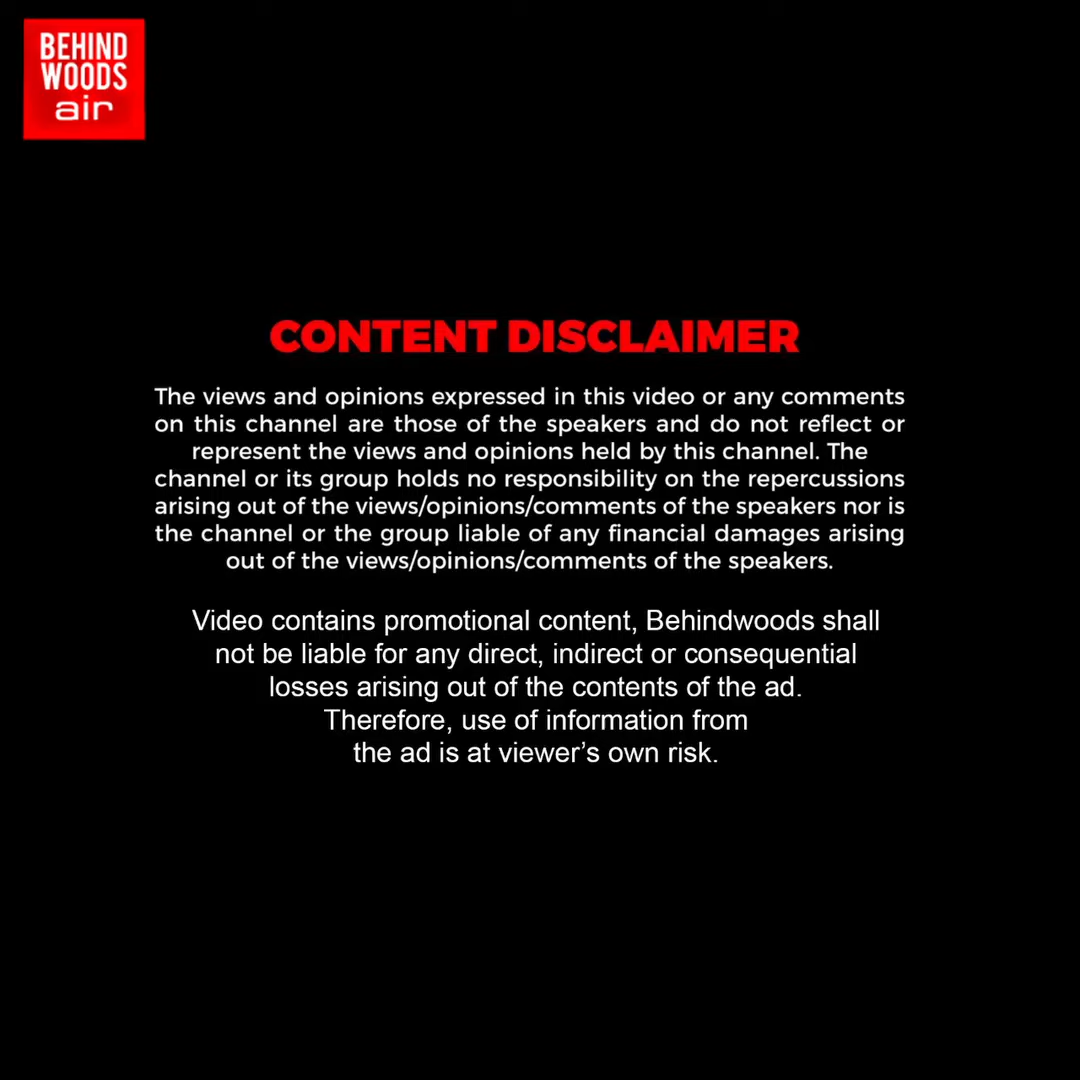 BEHIND
WOODS
air
CONTENT DISCLAIMER
The views and opinions expressed in this video or any comments
on this channel are those of the speakers and do not reflect or
represent the views and opinions held by this channel. The
channel or its group holds no responsibility on the repercussions
arising out of the views/opinions/comments of the speakers nor is
the channel or the group liable of any financial damages arising
out of the views/opinions/comments of the speakers.
Video contains promotional content, Behindwoods shall
not be liable for any direct, indirect or consequential
losses arising out of the contents of the ad.
Therefore, use of information from
the ad is at viewer’s own risk.